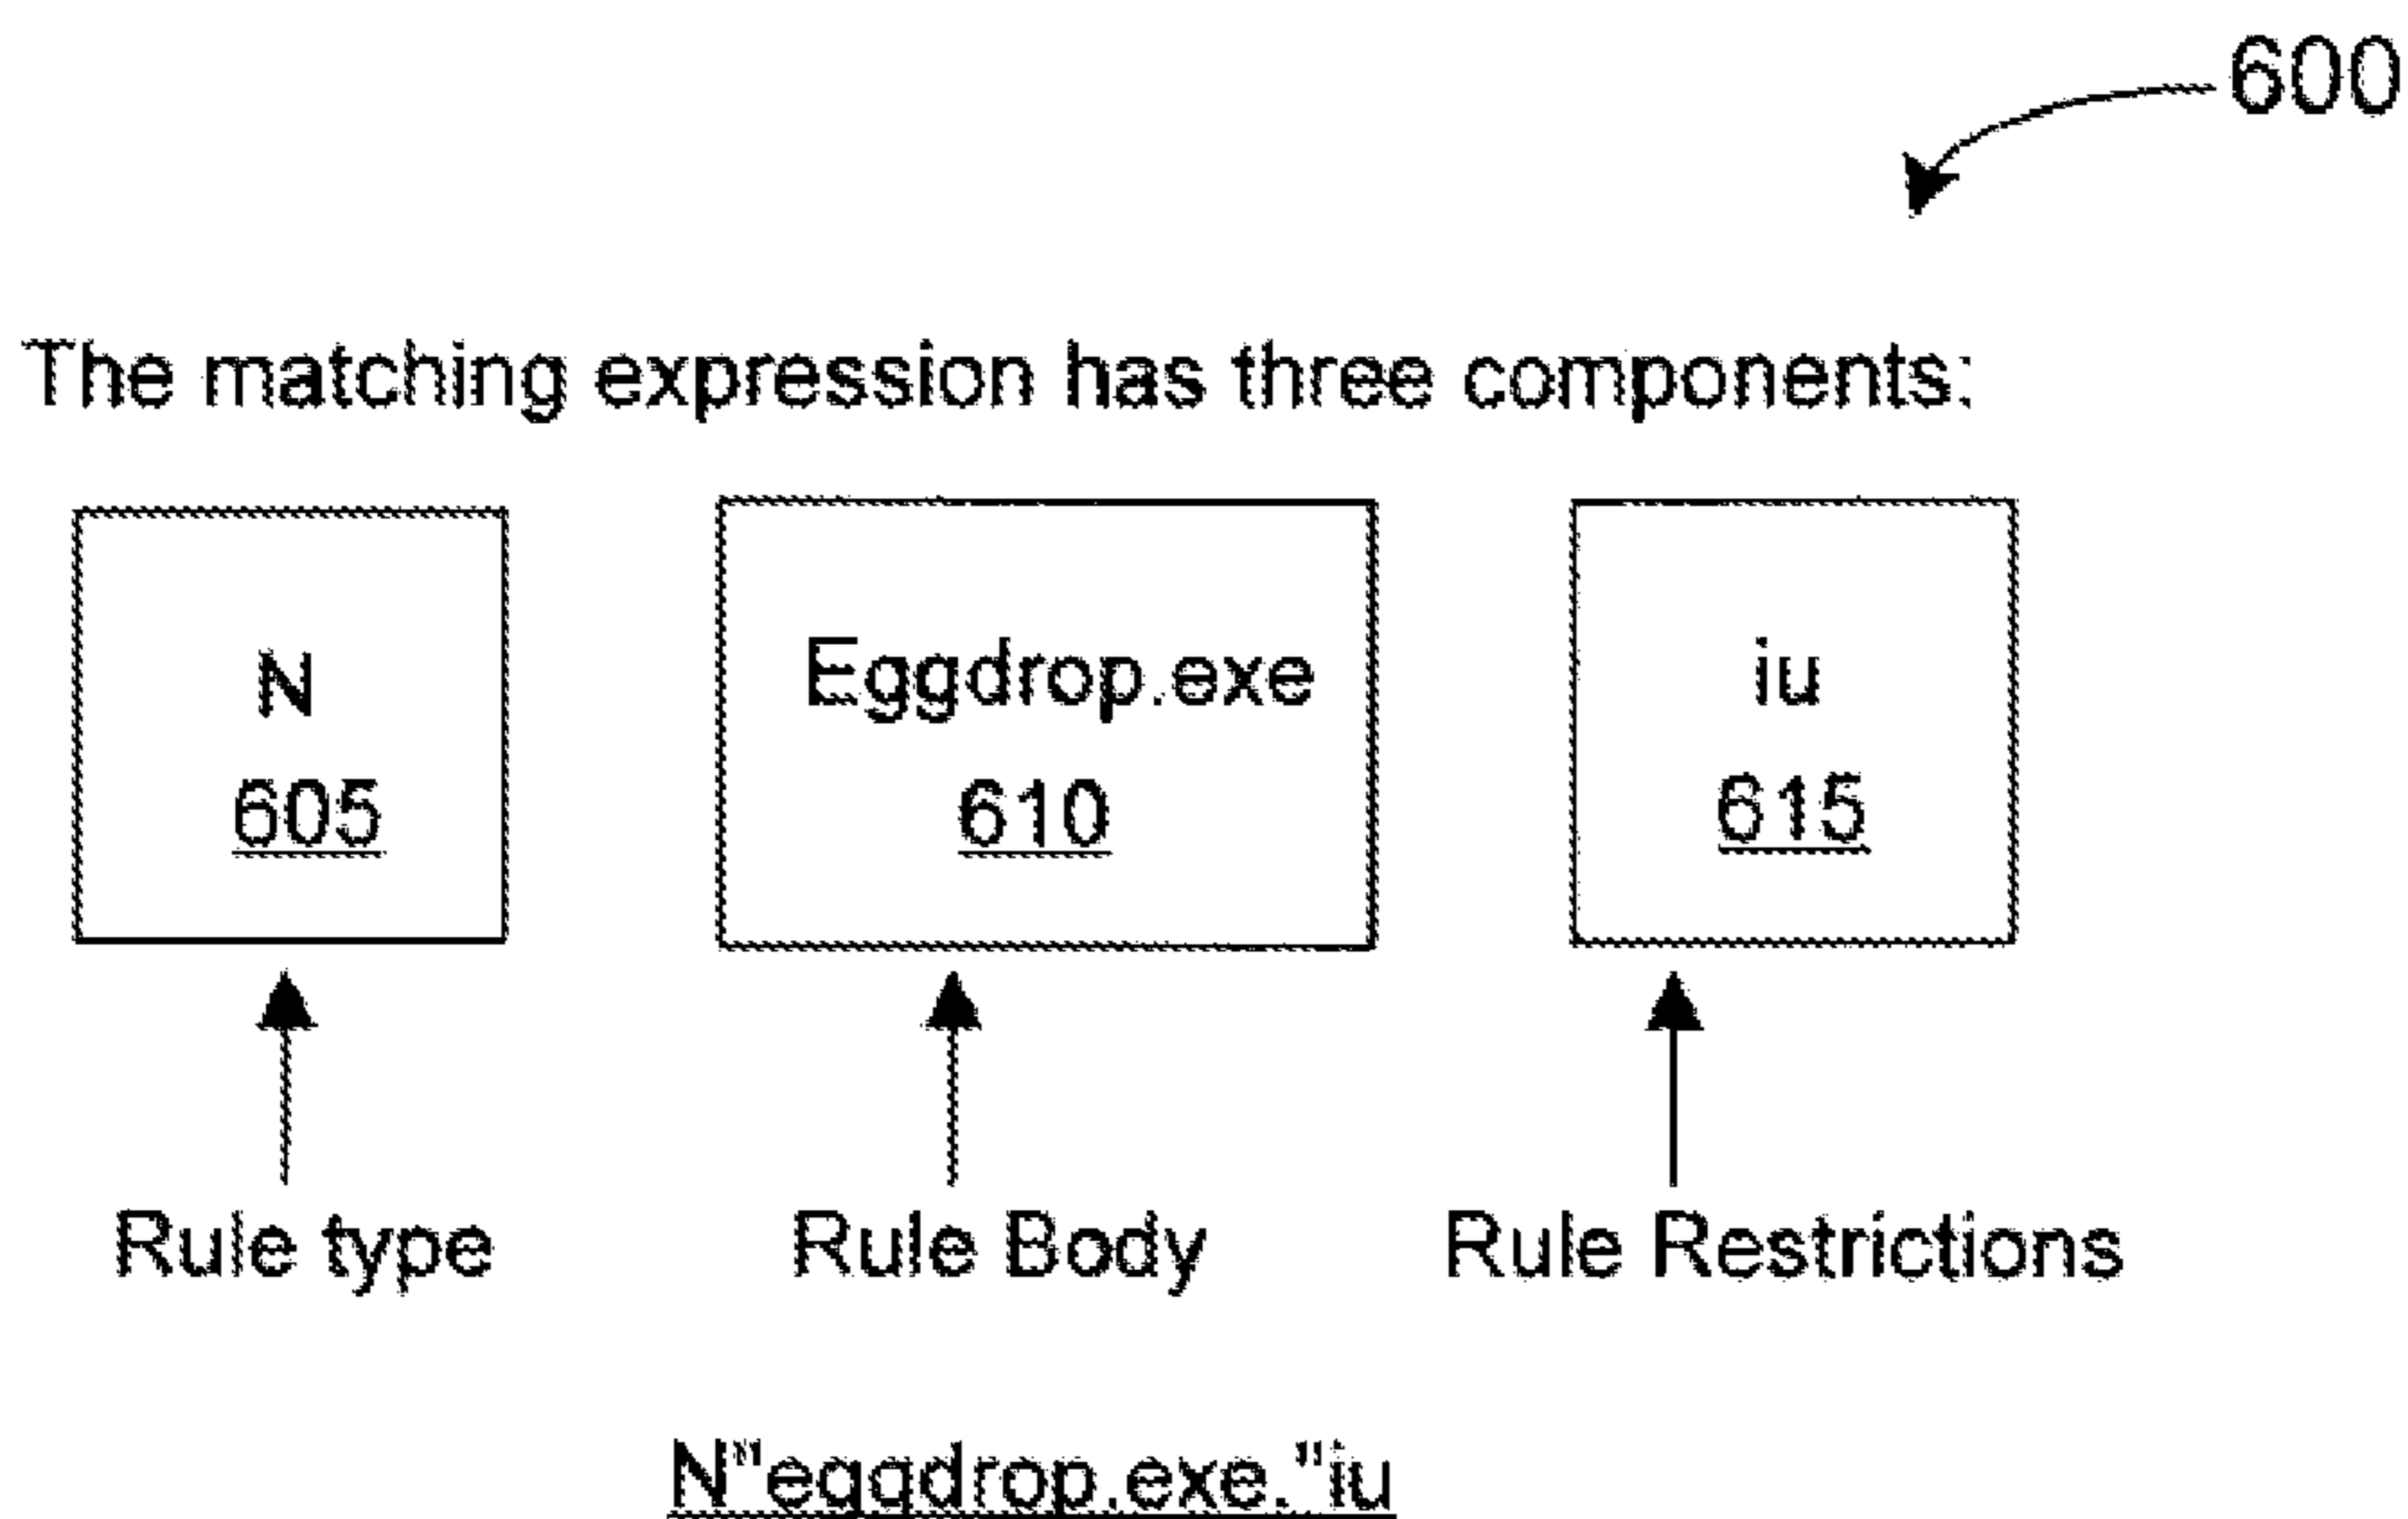 600
The matching expression has three components:
N Eggdrop.exe iu
605 610 615
Rule type Rule Body Rule Restrictions
N"eggdrop.exe."iu